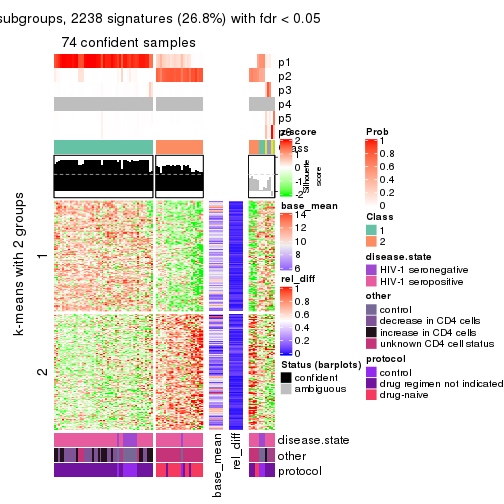 subgroups, 2238 signatures (26.8%) with fdr < 0.05
74 confident samples
p1
p2
p3
p4
p5
z-score
2
1
0
-1
-2
Silhouette
score
k-means with 2 groups
1
2
base_mean
14
12
10
8
6
rel_diff
1
0.8
0.6
0.4
0.2
0
Status (barplots)
confident
ambiguous
Prob
1
0.8
0.6
0.4
0.2
0
Class
1
2
disease.state
HIV-1 seronegative
HIV-1 seropositive
other
control
decrease in CD4 cells
increase in CD4 cells
unknown CD4 cell status
protocol
control
drug regimen not indicated
drug-naive
disease.state
other
protocol
base_mean
rel_diff